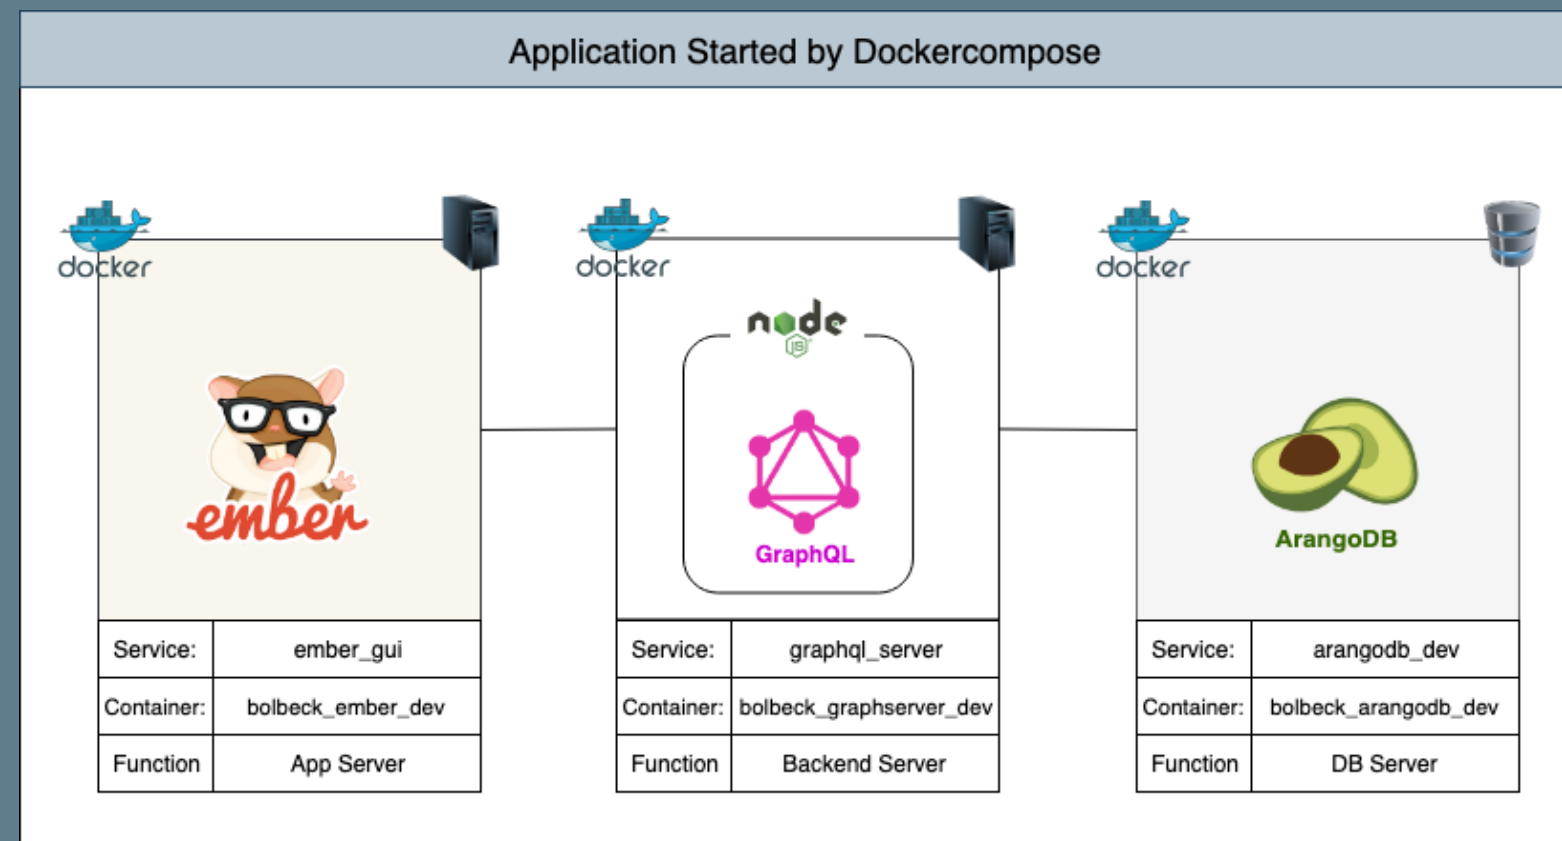 Application Started by Dockercompose
docker
docker
docker
node
JS
ember
GraphQL
ArangoDB
Service: ember_gui
Container: bolbeck_ember_dev
Function App Server
Service: graphql_server
Container: bolbeck_graphserver_dev
Function Backend Server
Service: arangodb_dev
Container: bolbeck_arangodb_dev
Function DB Server